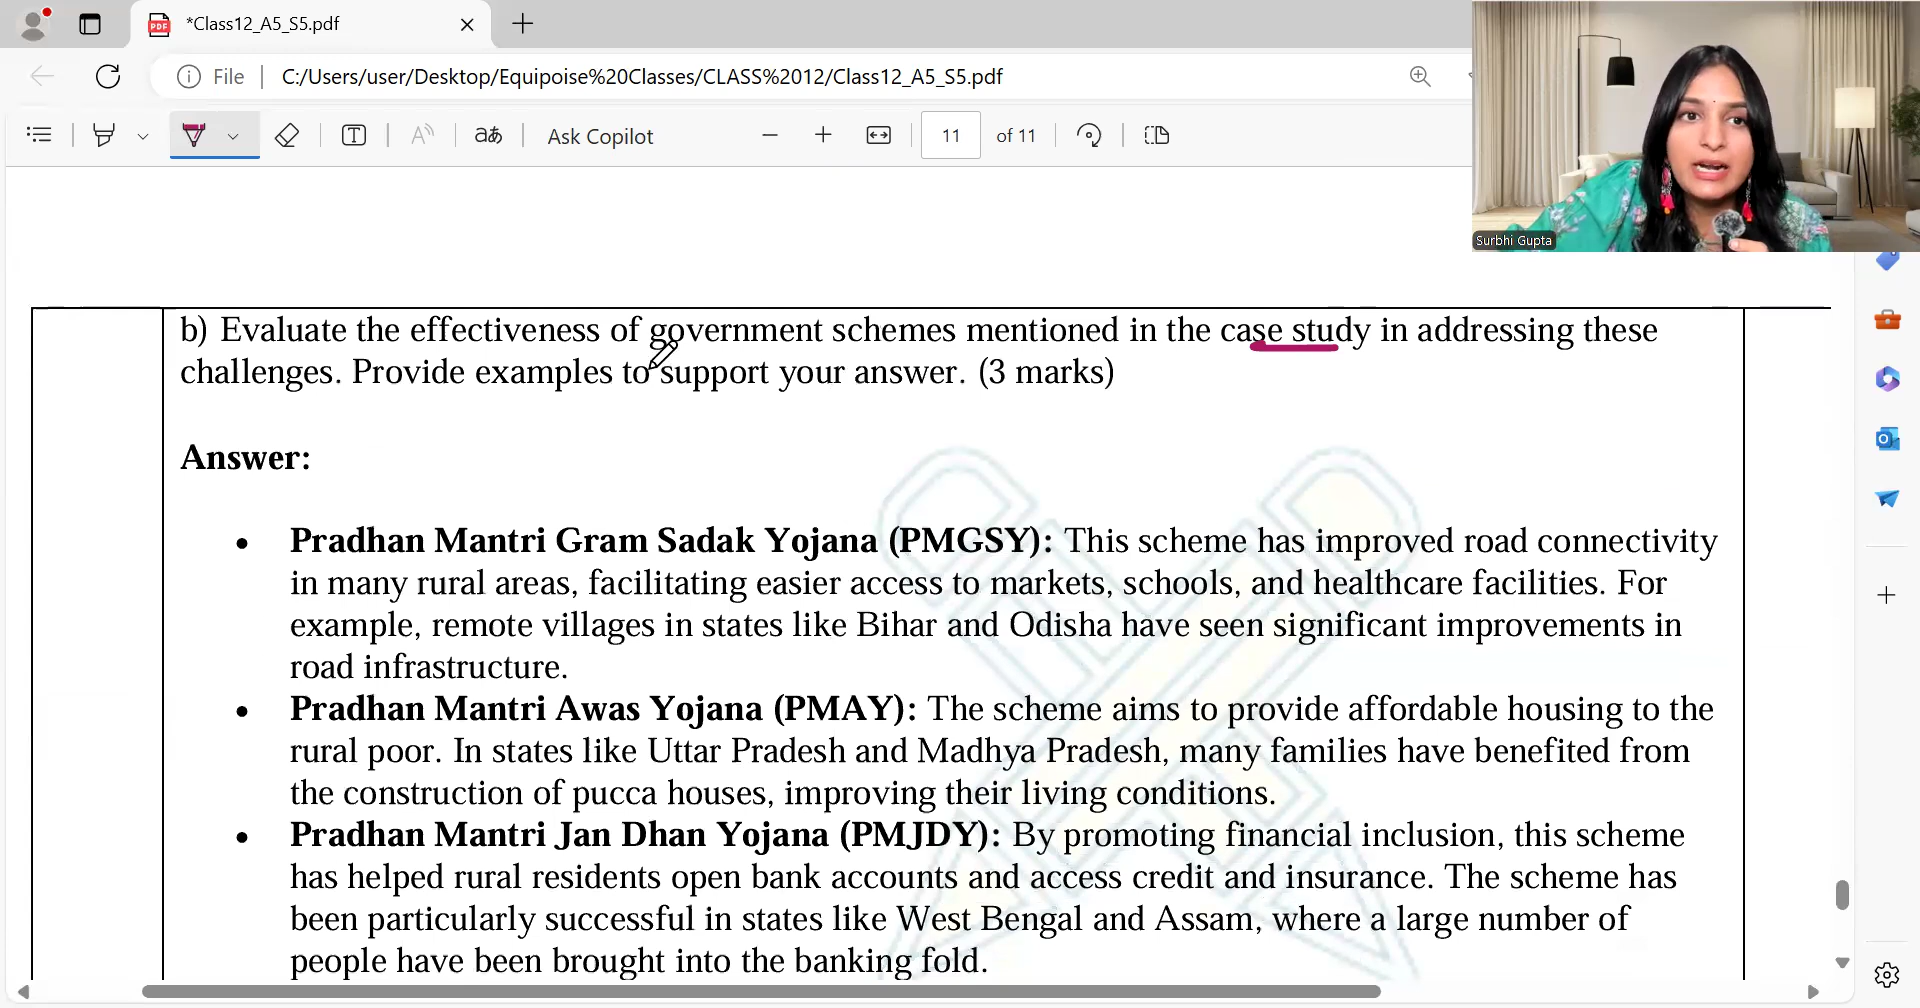 *Class12_A5_S5.pdf
File
C:/Users/user/Desktop/Equipoise%20Classes/CLASS%2012/Class12_A5_S5.pdf
aあ
Ask Copilot
11
of 11
Surbhi Gupta
b) Evaluate the effectiveness of government schemes mentioned in the case study in addressing these
challenges. Provide examples to support your answer. (3 marks)
Answer:
• Pradhan Mantri Gram Sadak Yojana (PMGSY): This scheme has improved road connectivity
in many rural areas, facilitating easier access to markets, schools, and healthcare facilities. For
example, remote villages in states like Bihar and Odisha have seen significant improvements in
road infrastructure.
• Pradhan Mantri Awas Yojana (PMAY): The scheme aims to provide affordable housing to the
rural poor. In states like Uttar Pradesh and Madhya Pradesh, many families have benefited from
the construction of pucca houses, improving their living conditions.
• Pradhan Mantri Jan Dhan Yojana (PMJDY): By promoting financial inclusion, this scheme
has helped rural residents open bank accounts and access credit and insurance. The scheme has
been particularly successful in states like West Bengal and Assam, where a large number of
people have been brought into the banking fold.